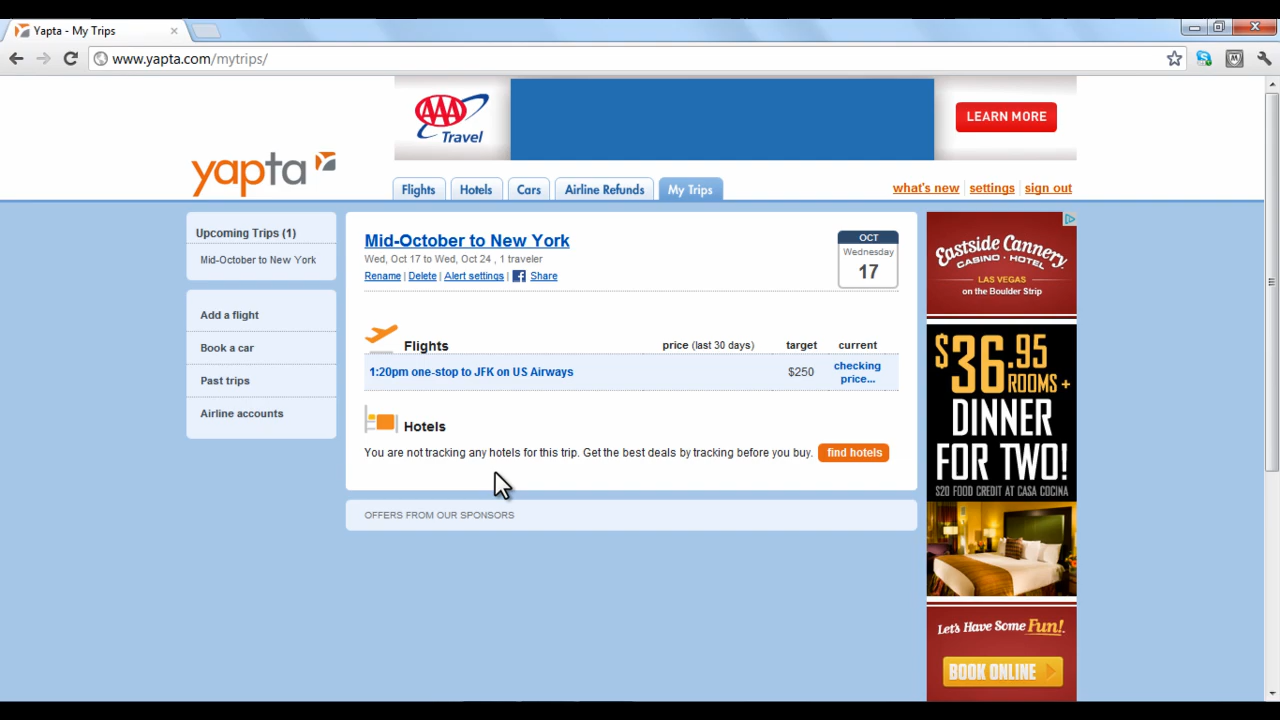 Yapta - My Trips
www.yapta.com/mytrips/
AAA
Travel
LEARN MORE
yapta
Flights
Hotels
Cars
Airline Refunds
My Trips
what's new | settings | sign out
Upcoming Trips (1)
Mid-October to New York
Add a flight
Book a car
Past trips
Airline accounts
Mid-October to New York
Wed, Oct 17 to Wed, Oct 24 , 1 traveler
Rename | Delete | Alert settings | Share
OCT
Wednesday
17
Flights price (last 30 days) target current
1:20pm one-stop to JFK on US Airways $250 checking
price...
Hotels
You are not tracking any hotels for this trip. Get the best deals by tracking before you buy. find hotels
OFFERS FROM OUR SPONSORS
Eastside Cannery
CASINO • HOTEL
LAS VEGAS
on the Boulder Strip
$36.95
ROOMS +
DINNER
FOR TWO!
$20 FOOD CREDIT AT CASA COCINA
Let's Have Some Fun!
BOOK ONLINE